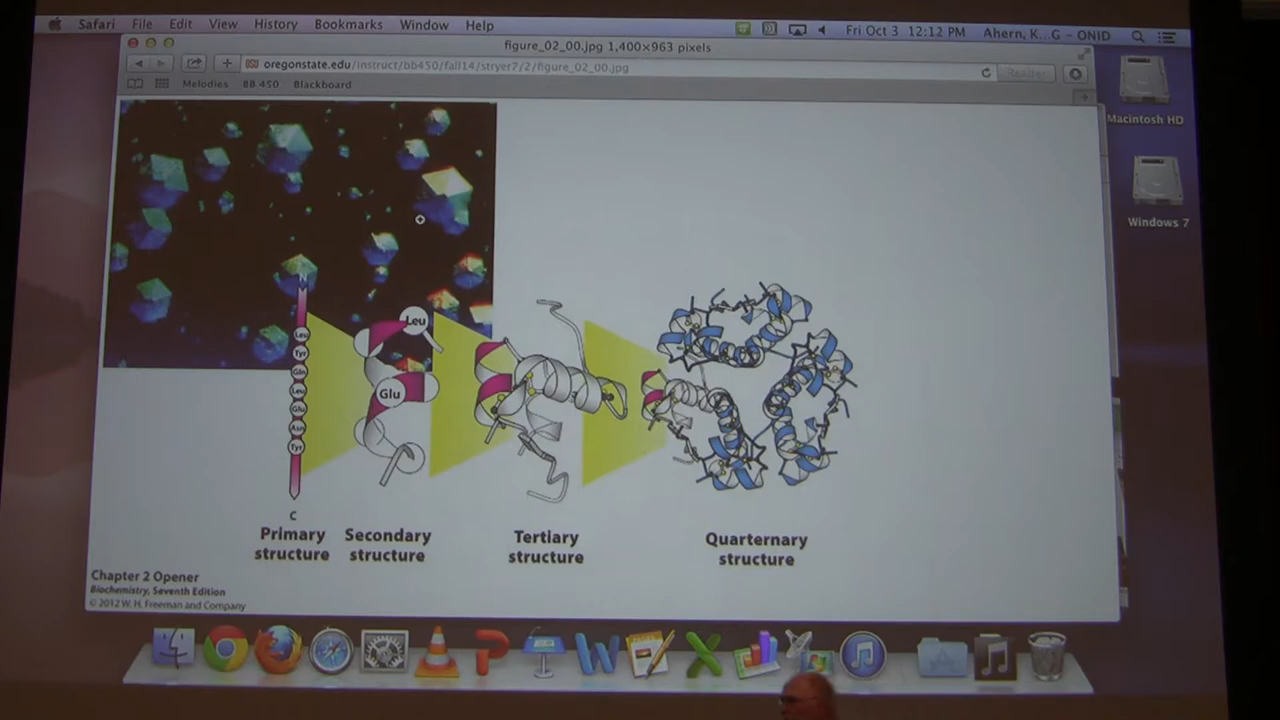 Safari File Edit View History Bookmarks Window Help Fri Oct 3 12:12 PM Ahern, K...G - ONID
figure_02_00.jpg 1,400×963 pixels
oregonstate.edu/instruct/bb450/fall14/stryer7/2/figure_02_00.jpg Reader
Melodies BB 450 Blackboard
Macintosh HD
Windows 7
N
Leu
Tyr
Gln
Leu
Glu
Asn
Tyr
C
Leu
Glu
Primary
structure
Secondary
structure
Tertiary
structure
Quarternary
structure
Chapter 2 Opener
Biochemistry, Seventh Edition
© 2012 W. H. Freeman and Company